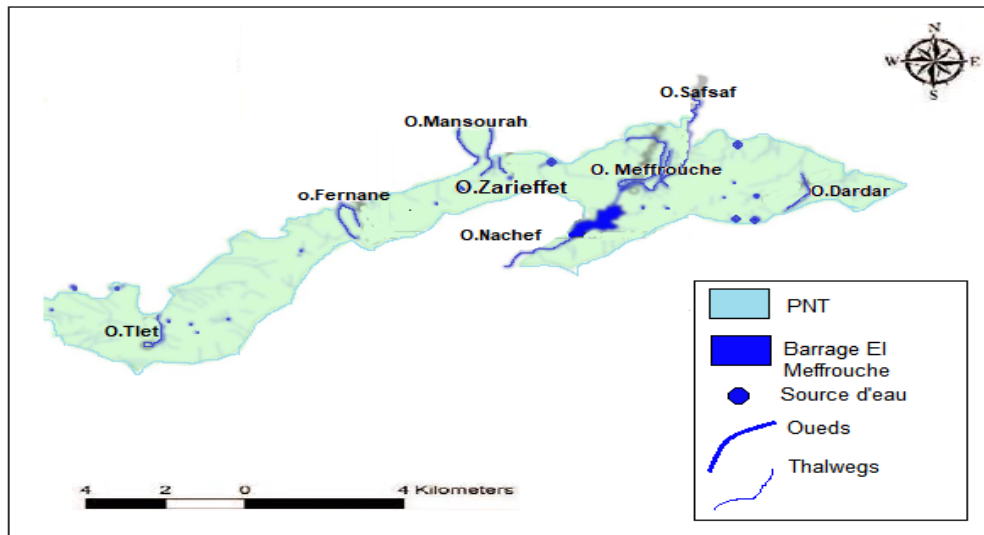 N
W E
S
O.Safsaf
O.Mansourah
O. Meffrouche
O.Zarieffet
O.Dardar
o.Fernane
O.Nachef
O.Tlet
PNT
Barrage El
Meffrouche
Source d'eau
Oueds
Thalwegs
4 2 0 4 Kilometers